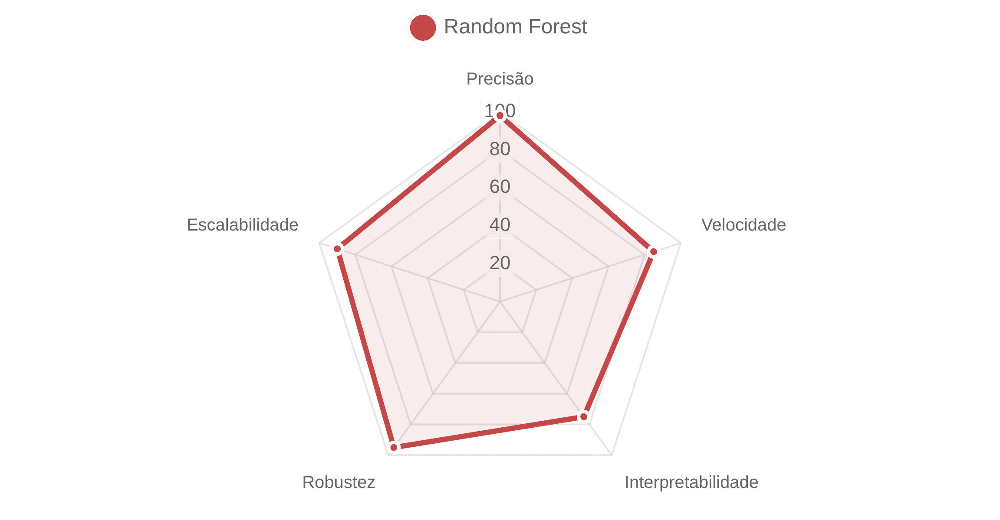 Random Forest
Precisão
100
80
60
40
20
Escalabilidade
Velocidade
Robustez
Interpretabilidade